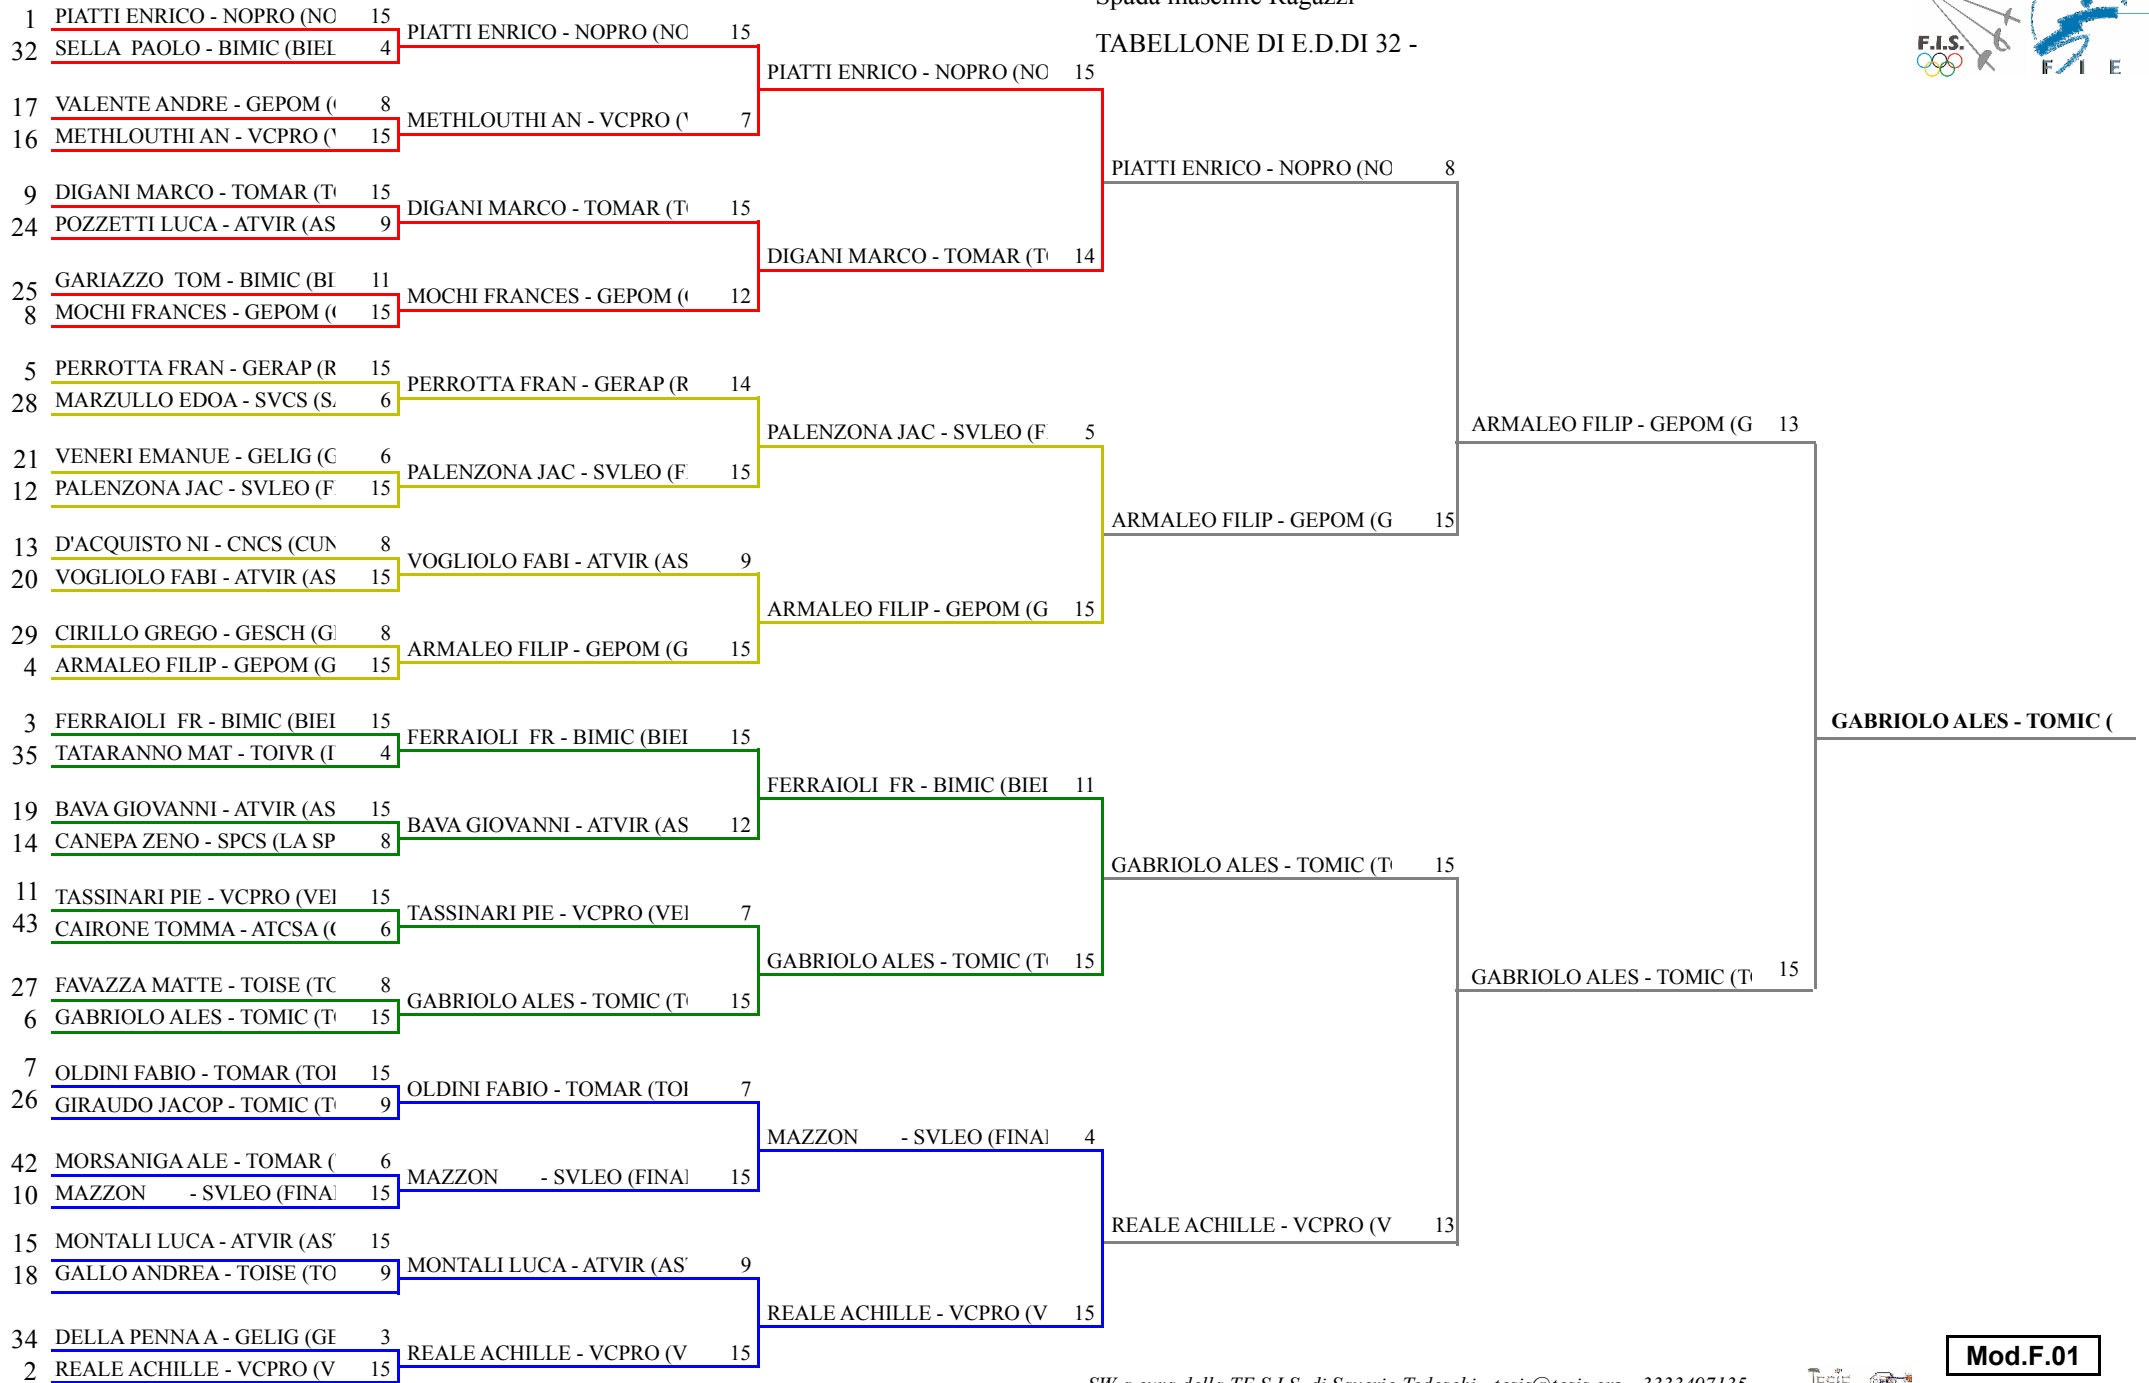 Spada maschile Ragazzi
TABELLONE DI E.D.DI 32 -
F.I.S.
F I E
1 PIATTI ENRICO - NOPRO (NO 15
32 SELLA PAOLO - BIMIC (BIEL 4
17 VALENTE ANDRE - GEPOM ( 8
16 METHLOUTHI AN - VCPRO ( 15
9 DIGANI MARCO - TOMAR (T 15
24 POZZETTI LUCA - ATVIR (AS 9
25 GARIAZZO TOM - BIMIC (BI 11
8 MOCHI FRANCES - GEPOM ( 15
5 PERROTTA FRAN - GERAP (R 15
28 MARZULLO EDOA - SVCS (S 6
21 VENERI EMANUE - GELIG (G 6
12 PALENZONA JAC - SVLEO (F 15
13 D'ACQUISTO NI - CNCS (CUN 8
20 VOGLIOLO FABI - ATVIR (AS 15
29 CIRILLO GREGO - GESCH (G 8
4 ARMALEO FILIP - GEPOM (G 15
3 FERRAIOLI FR - BIMIC (BIEL 15
35 TATARANNO MAT - TOIVR (I 4
19 BAVA GIOVANNI - ATVIR (AS 15
14 CANEPA ZENO - SPCS (LA SP 8
11 TASSINARI PIE - VCPRO (VE 15
43 CAIRONE TOMMA - ATCSA ( 6
27 FAVAZZA MATTE - TOISE (TO 8
6 GABRIOLO ALES - TOMIC (T 15
7 OLDINI FABIO - TOMAR (TO 15
26 GIRAUDO JACOP - TOMIC (T 9
42 MORSANIGA ALE - TOMAR ( 6
10 MAZZON - SVLEO (FINA 15
15 MONTALI LUCA - ATVIR (AS 15
18 GALLO ANDREA - TOISE (TO 9
34 DELLA PENNA A - GELIG (GE 3
2 REALE ACHILLE - VCPRO (V 15
PIATTI ENRICO - NOPRO (NO 15
METHLOUTHI AN - VCPRO ( 7
DIGANI MARCO - TOMAR (T 15
MOCHI FRANCES - GEPOM ( 12
PERROTTA FRAN - GERAP (R 14
PALENZONA JAC - SVLEO (F 15
VOGLIOLO FABI - ATVIR (AS 9
ARMALEO FILIP - GEPOM (G 15
FERRAIOLI FR - BIMIC (BIEL 15
BAVA GIOVANNI - ATVIR (AS 12
TASSINARI PIE - VCPRO (VE 7
GABRIOLO ALES - TOMIC (T 15
OLDINI FABIO - TOMAR (TO 7
MAZZON - SVLEO (FINA 15
MONTALI LUCA - ATVIR (AS 9
REALE ACHILLE - VCPRO (V 15
PIATTI ENRICO - NOPRO (NO 15
DIGANI MARCO - TOMAR (T 14
PALENZONA JAC - SVLEO (F 5
ARMALEO FILIP - GEPOM (G 15
FERRAIOLI FR - BIMIC (BIEL 11
GABRIOLO ALES - TOMIC (T 15
MAZZON - SVLEO (FINA 4
REALE ACHILLE - VCPRO (V 15
PIATTI ENRICO - NOPRO (NO 8
ARMALEO FILIP - GEPOM (G 15
GABRIOLO ALES - TOMIC (T 15
REALE ACHILLE - VCPRO (V 13
ARMALEO FILIP - GEPOM (G 13
GABRIOLO ALES - TOMIC (T 15
GABRIOLO ALES - TOMIC (
Mod.F.01
SW a cura della TE.S.I.S. di Saverio Tedeschi - tesis@tesis.org - 3333497135